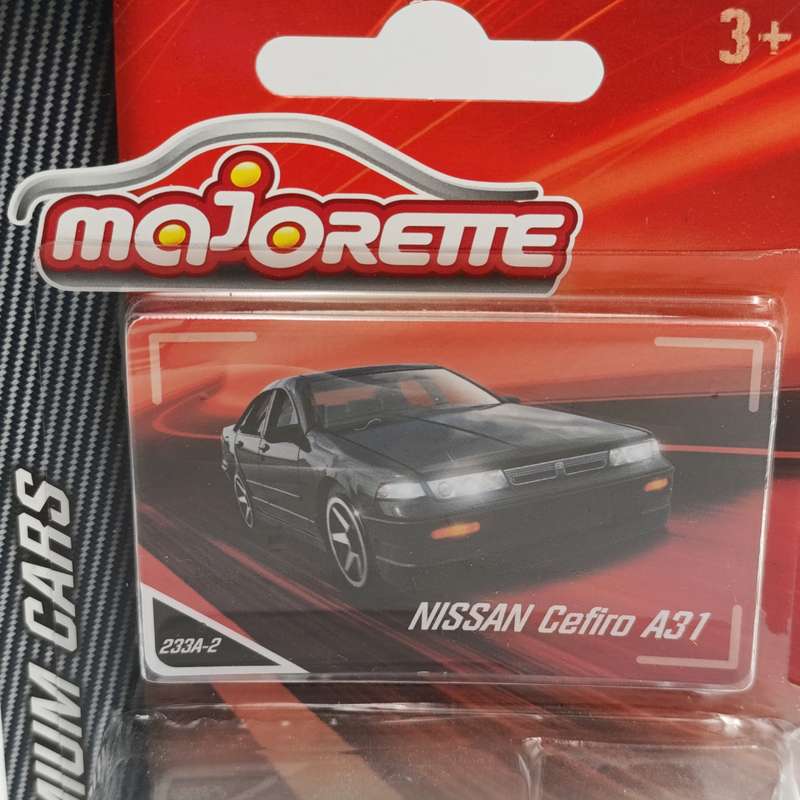 3+
MAJORETTE
NISSAN Cefiro A31
233A-2
MIUM CARS